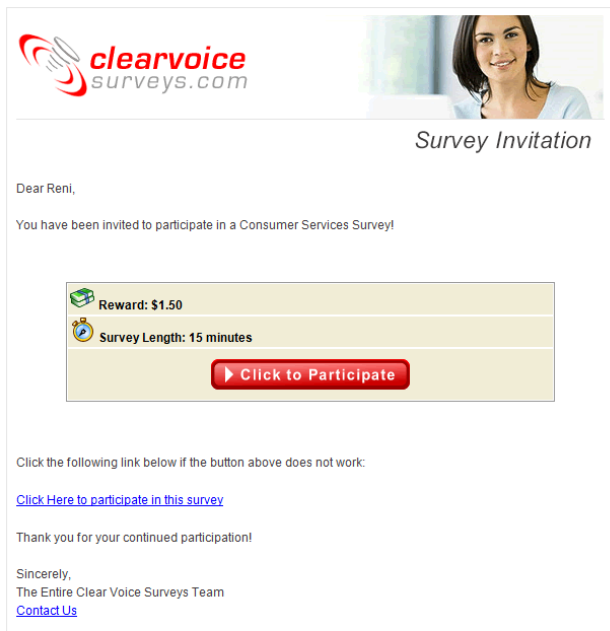 clearvoice
surveys.com
Survey Invitation
Dear Reni,
You have been invited to participate in a Consumer Services Survey!
Reward: $1.50
Survey Length: 15 minutes
Click to Participate
Click the following link below if the button above does not work:
Click Here to participate in this survey
Thank you for your continued participation!
Sincerely,
The Entire Clear Voice Surveys Team
Contact Us